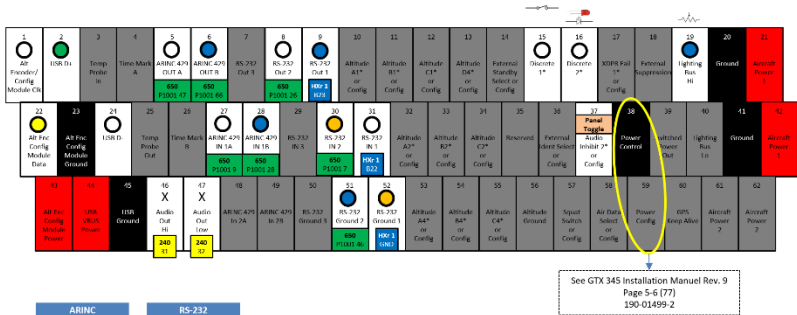 1
Alt
Encoder/
Config
Module Clk
2
USB D+
3
Temp
Probe
In
4
Time Mark
A
5
ARINC 429
OUT A
650
P1001 47
6
ARINC 429
OUT B
650
P1001 66
7
RS-232
Out 3
8
RS-232
Out 2
650
P1001 26
9
RS-232
Out 1
HXr 1
B23
10
Altitude
A1* or
Config
11
Altitude
C1* or
Config
12
Altitude
D4* or
Config
13
Altitude
B1* or
Config
14
External
Standby
Select or
Config
15
Discrete
1*
16
Discrete
2*
17
XDPR Fail
1* or
Config
18
External
Suppression
19
Lighting
Bus
Hi
20
Ground
21
Aircraft
Power
1
22
Alt Enc
Config
Module
Data
23
Alt Enc
Config
Module
Ground
24
USB D-
25
Temp
Probe
Out
26
Time Mark
B
27
ARINC 429
IN 1A
650
P1001 9
28
ARINC 429
IN 1B
650
P1001 28
29
RS-232
IN 3
30
RS-232
IN 2
650
P1001 7
31
RS-232
IN 1
HXr 1
B22
32
Altitude
A2* or
Config
33
Altitude
B2* or
Config
34
Altitude
C2* or
Config
35
Reserved
36
External
Ident Select
or Config
37
Panel
Toggle
Audio
Inhibit 2* or
Config
38
Power
Control
39
Switched
Power
Out
40
Lighting
Bus
Lo
41
Ground
42
Aircraft
Power
1
43
Alt Enc
Config
Module
Power
44
USB
VBUS
Power
45
USB
Ground
46
X
Audio
Out
Hi
240
31
47
X
Audio
Out
Low
240
32
48
ARINC 429
In 2A
49
ARINC 429
In 2B
50
RS-232
Ground 3
51
RS-232
Ground 2
650
P1001 46
52
RS-232
Ground 1
HXr 1
GND
53
Altitude
A4* or
Config
54
Altitude
B4* or
Config
55
Altitude
C4* or
Config
56
Altitude
Ground
57
Squat
Switch
or
Config
58
Air Data
Select or
Config
59
Power
Config
60
GPS
Keep Alive
61
Aircraft
Power
2
62
Aircraft
Power
2
See GTX 345 Installation Manuel Rev. 9
Page 5-6 (77)
190-01499-2
ARINC
RS-232